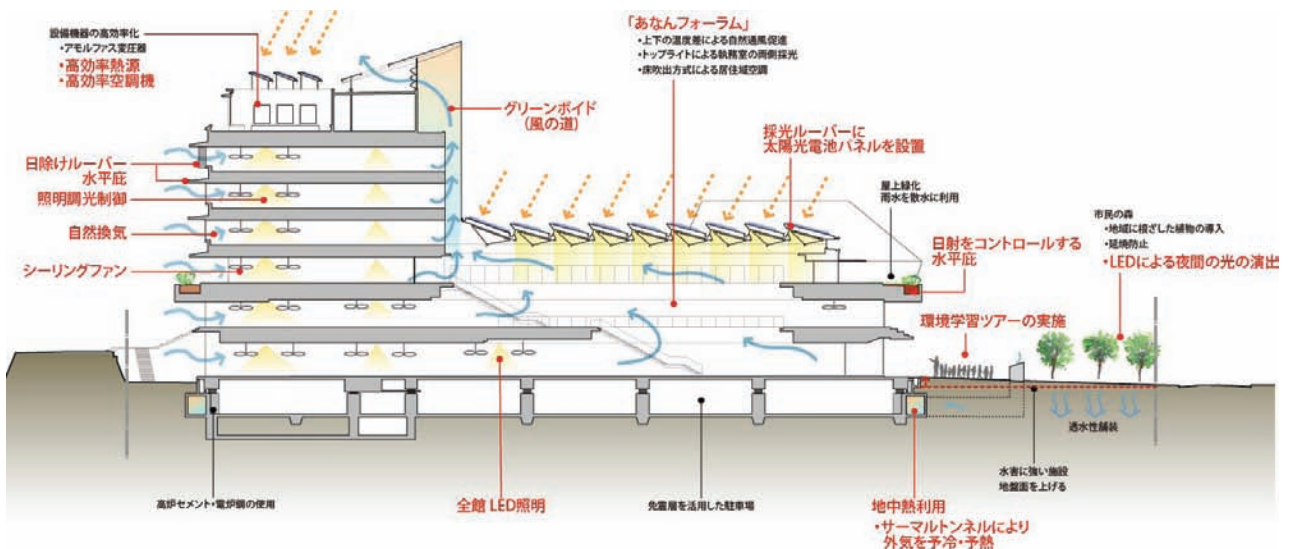 設備機器の高効率化
・アモルファス変圧器
・高効率熱源
・高効率空調機
日除けルーバー
水平庇
照明調光制御
自然換気
シーリングファン
グリーンボイド
(風の道)
「あなんフォーラム」
・上下の温度差による自然通風促進
・トップライトによる執務室の両側採光
・床吹出方式による居住域空調
採光ルーバーに
太陽光電池パネルを設置
屋上緑化
雨水を散水に利用
日射をコントロールする
水平庇
市民の森
・地域に根ざした植物の導入
・延焼防止
・LEDによる夜間の光の演出
環境学習ツアーの実施
透水性舗装
水害に強い施設
地盤面を上げる
高炉セメント・電炉鋼の使用
全館 LED照明
免震層を活用した駐車場
地中熱利用
・サーマルトンネルにより
外気を予冷・予熱